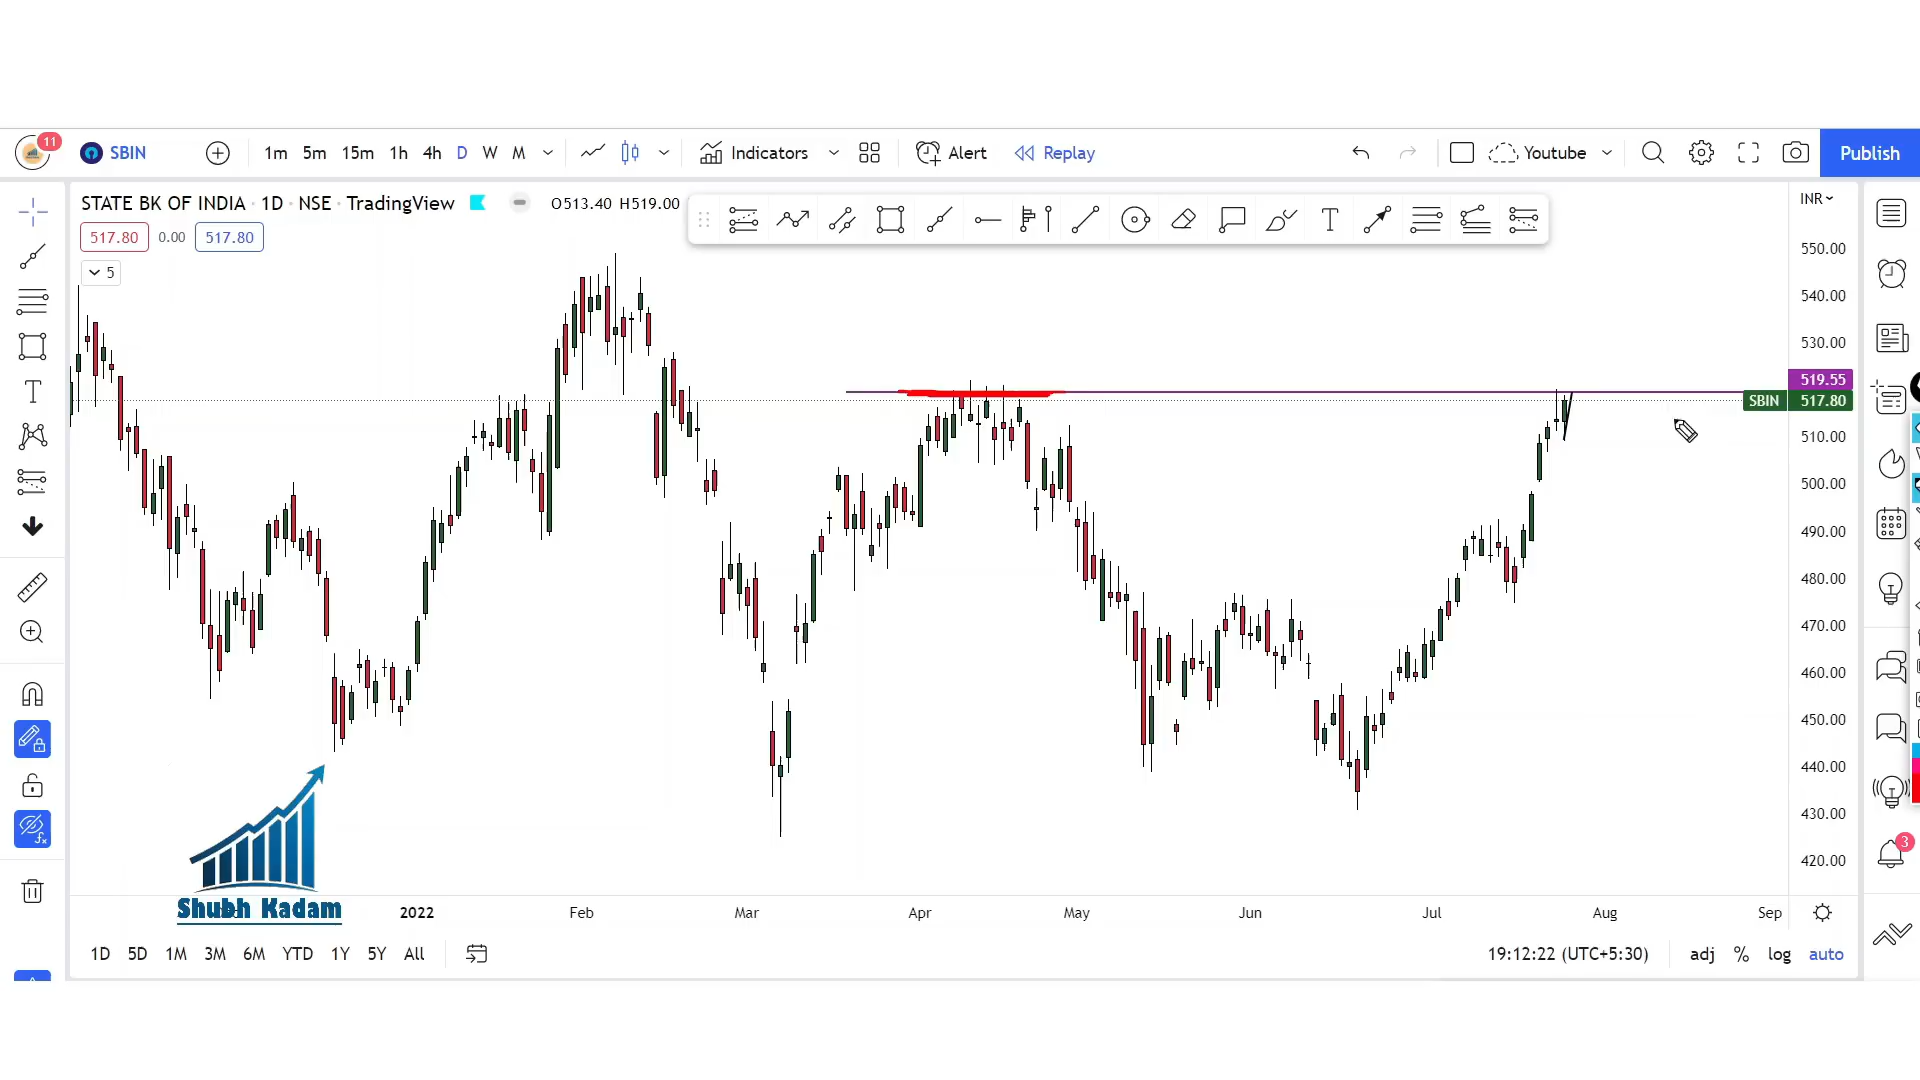 11
SBIN
1m 5m 15m 1h 4h D W M
Indicators
Alert
Replay
Youtube
Publish
STATE BK OF INDIA · 1D · NSE · TradingView
O513.40 H519.00
INR
517.80 0.00 517.80
5
550.00
540.00
530.00
519.55
SBIN 517.80
510.00
500.00
490.00
480.00
470.00
460.00
450.00
440.00
430.00
420.00
3
Shubh Kadam
2022 Feb Mar Apr May Jun Jul Aug Sep
1D 5D 1M 3M 6M YTD 1Y 5Y All
19:12:22 (UTC+5:30)
adj % log auto